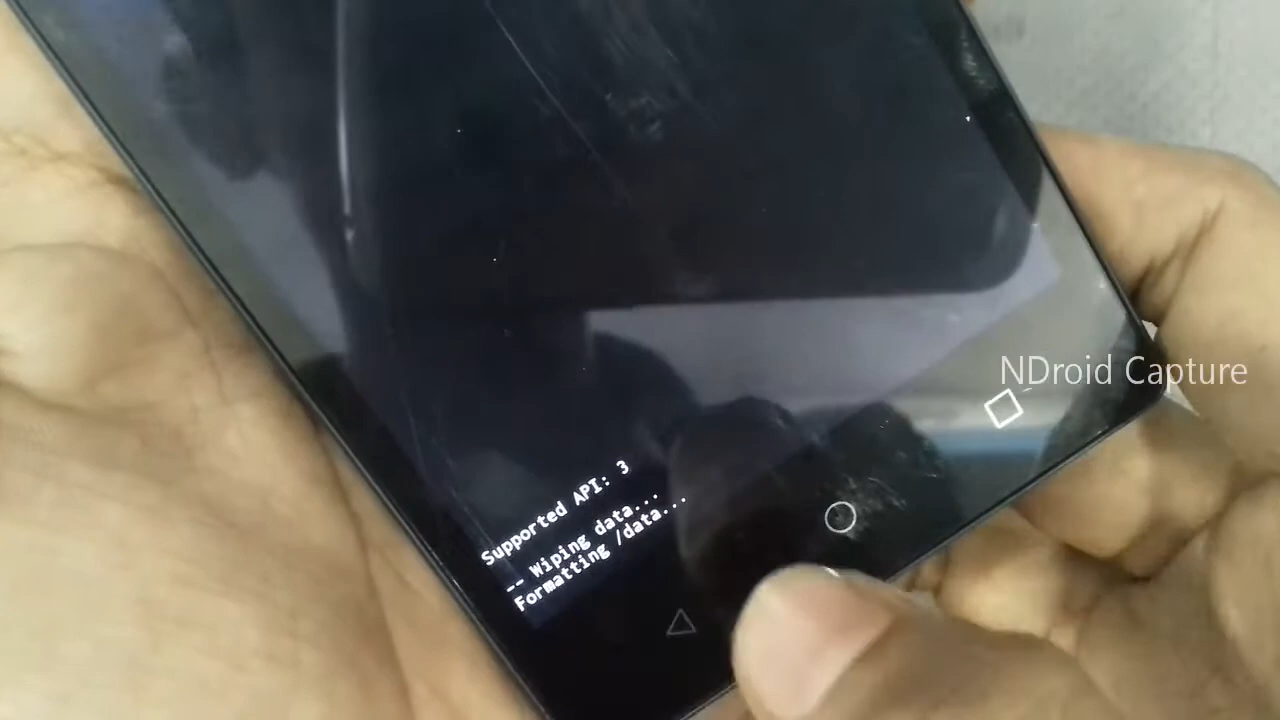 NDroid Capture
Supported API: 3
-- Wiping data...
Formatting /data...